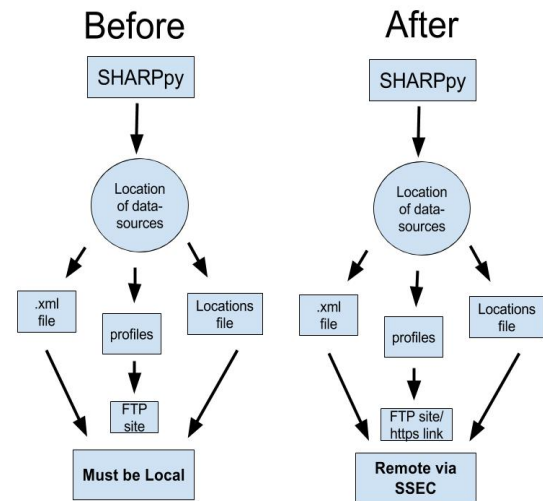 Before
SHARPpy
Location
of data-
sources
.xml
file
profiles
Locations
file
FTP
site
Must be Local
After
SHARPpy
Location
of data-
sources
.xml
file
profiles
Locations
file
FTP site/
https link
Remote via
SSEC